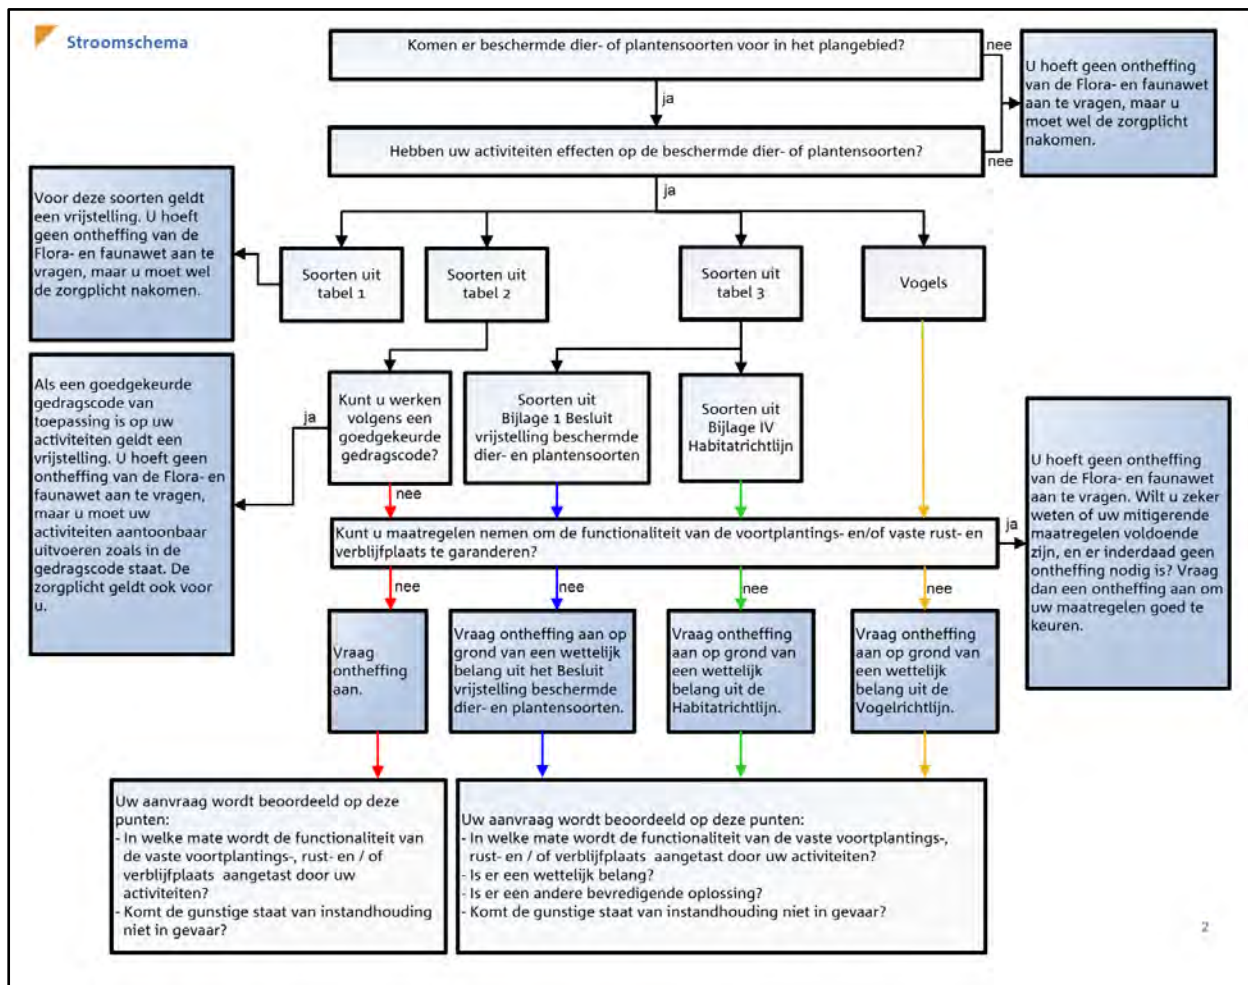 Stroomschema
Komen er beschermde dier- of plantensoorten voor in het plangebied?
nee
U hoeft geen ontheffing
van de Flora- en faunawet
aan te vragen, maar u
moet wel de zorgplicht
nakomen.
ja
Hebben uw activiteiten effecten op de beschermde dier- of plantensoorten?
nee
ja
Voor deze soorten geldt
een vrijstelling. U hoeft
geen ontheffing van de
Flora- en faunawet aan te
vragen, maar u moet wel
de zorgplicht nakomen.
Soorten uit
tabel 1
Soorten uit
tabel 2
Soorten uit
tabel 3
Vogels
Als een goedgekeurde
gedragscode van
toepassing is op uw
activiteiten geldt een
vrijstelling. U hoeft geen
ontheffing van de Flora- en
faunawet aan te vragen,
maar u moet uw
activiteiten aantoonbaar
uitvoeren zoals in de
gedragscode staat. De
zorgplicht geldt ook voor
u.
ja
Kunt u werken
volgens een
goedgekeurde
gedragscode?
Soorten uit
Bijlage 1 Besluit
vrijstelling beschermde
dier- en plantensoorten
Soorten uit
Bijlage IV
Habitatrichtlijn
nee
Kunt u maatregelen nemen om de functionaliteit van de voortplantings- en/of vaste rust- en
verblijfplaats te garanderen?
ja
U hoeft geen ontheffing
van de Flora- en faunawet
aan te vragen. Wilt u zeker
weten of uw mitigerende
maatregelen voldoende
zijn, en er inderdaad geen
ontheffing nodig is? Vraag
dan een ontheffing aan om
uw maatregelen goed te
keuren.
nee
nee
nee
nee
Vraag
ontheffing
aan.
Vraag ontheffing aan op
grond van een wettelijk
belang uit het Besluit
vrijstelling beschermde
dier- en plantensoorten.
Vraag ontheffing
aan op grond van
een wettelijk
belang uit de
Habitatrichtlijn.
Vraag ontheffing
aan op grond van
een wettelijk
belang uit de
Vogelrichtlijn.
Uw aanvraag wordt beoordeeld op deze
punten:
- In welke mate wordt de functionaliteit van
de vaste voortplantings-, rust- en / of
verblijfplaats aangetast door uw
activiteiten?
- Komt de gunstige staat van instandhouding
niet in gevaar?
Uw aanvraag wordt beoordeeld op deze punten:
- In welke mate wordt de functionaliteit van de vaste voortplantings-,
rust- en / of verblijfplaats aangetast door uw activiteiten?
- Is er een wettelijk belang?
- Is er een andere bevredigende oplossing?
- Komt de gunstige staat van instandhouding niet in gevaar?
2